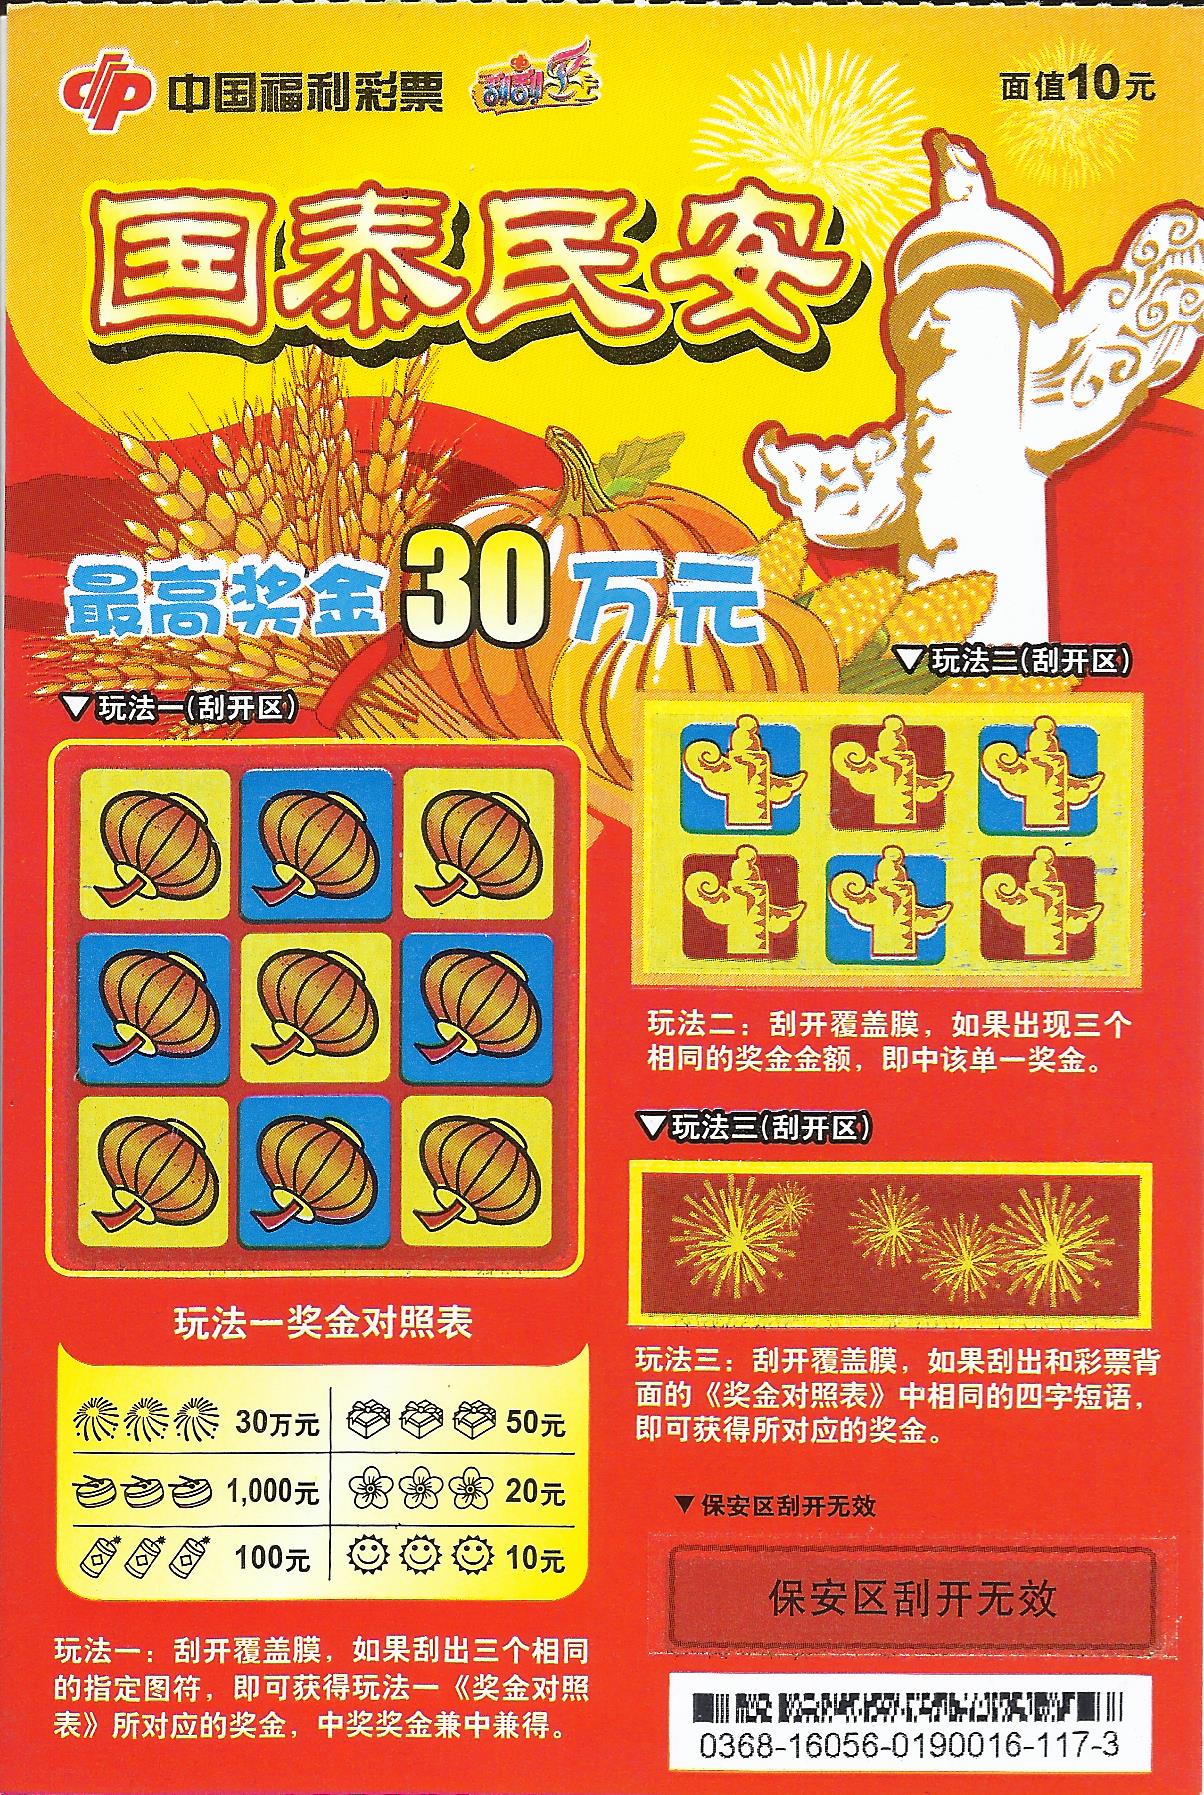 中国福利彩票 刮刮乐
面值10元
国泰民安
最高奖金30万元
▼玩法二(刮开区)
▼玩法一(刮开区)
玩法二：刮开覆盖膜，如果出现三个
相同的奖金金额，即中该单一奖金。
▼玩法三(刮开区)
玩法一奖金对照表
30万元 50元
1,000元 20元
100元 10元
玩法三：刮开覆盖膜，如果刮出和彩票背
面的《奖金对照表》中相同的四字短语，
即可获得所对应的奖金。
▼保安区刮开无效
保安区刮开无效
玩法一：刮开覆盖膜，如果刮出三个相同
的指定图符，即可获得玩法一《奖金对照
表》所对应的奖金，中奖奖金兼中兼得。
0368-16056-0190016-117-3